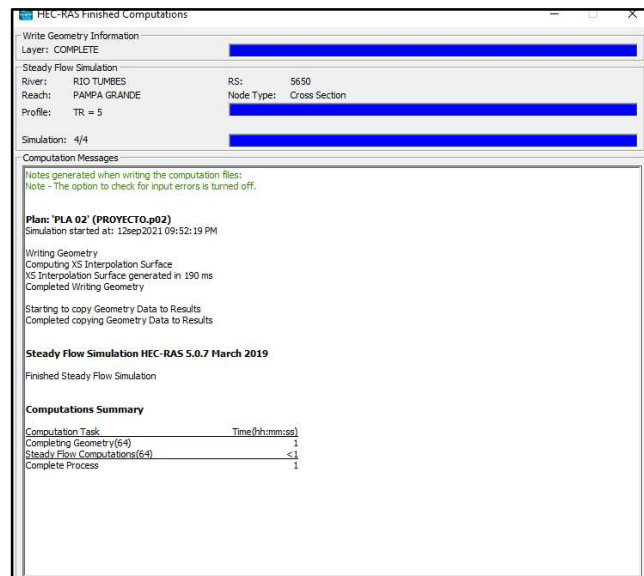 HEC-RAS Finished Computations
Write Geometry Information
Layer: COMPLETE
Steady Flow Simulation
River: RIO TUMBES RS: 5650
Reach: PAMPA GRANDE Node Type: Cross Section
Profile: TR = 5
Simulation: 4/4
Computation Messages
Notes generated when writing the computation files:
Note - The option to check for input errors is turned off.
Plan: 'PLA 02' (PROYECTO.p02)
Simulation started at: 12sep2021 09:52:19 PM
Writing Geometry
Computing XS Interpolation Surface
XS Interpolation Surface generated in 190 ms
Completed Writing Geometry
Starting to copy Geometry Data to Results
Completed copying Geometry Data to Results
Steady Flow Simulation HEC-RAS 5.0.7 March 2019
Finished Steady Flow Simulation
Computations Summary
Computation Task Time(hh:mm:ss)
Completing Geometry(64) 1
Steady Flow Computations(64) <1
Complete Process 1